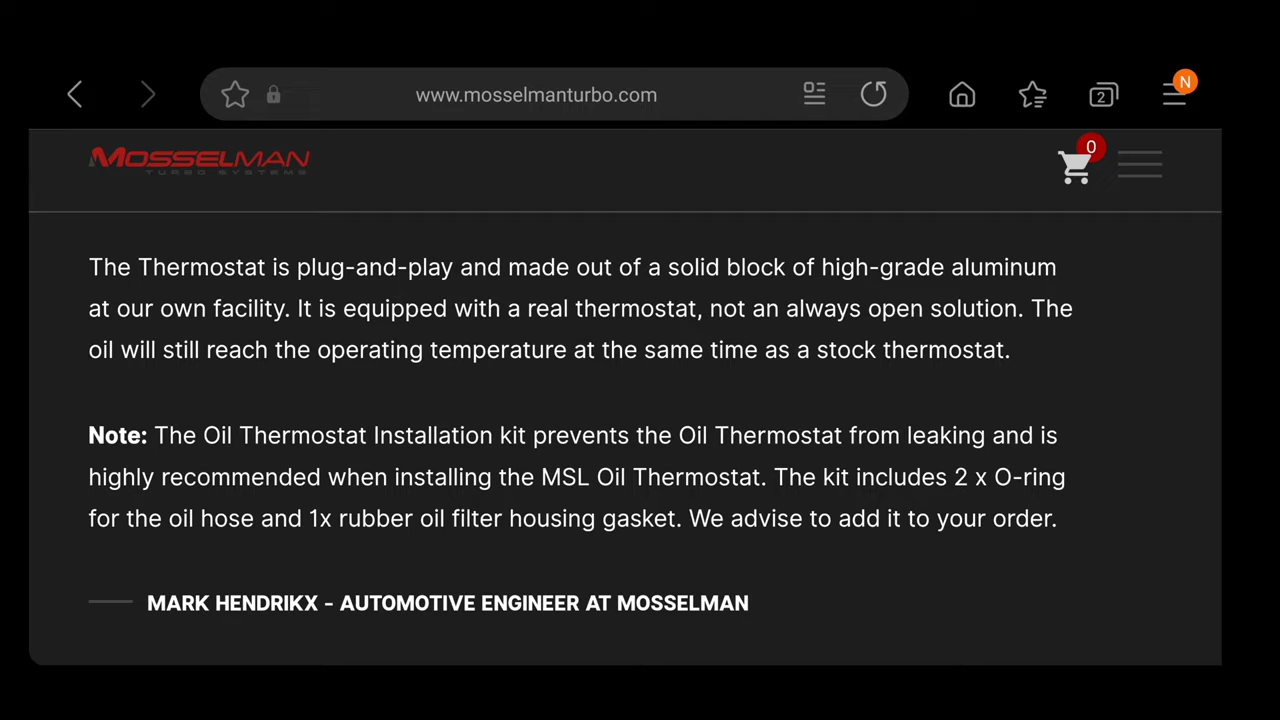 www.mosselmanturbo.com
2
N
MOSSELMAN
TURBO SYSTEMS
0
The Thermostat is plug-and-play and made out of a solid block of high-grade aluminum
at our own facility. It is equipped with a real thermostat, not an always open solution. The
oil will still reach the operating temperature at the same time as a stock thermostat.
Note: The Oil Thermostat Installation kit prevents the Oil Thermostat from leaking and is
highly recommended when installing the MSL Oil Thermostat. The kit includes 2 x O-ring
for the oil hose and 1x rubber oil filter housing gasket. We advise to add it to your order.
MARK HENDRIKX - AUTOMOTIVE ENGINEER AT MOSSELMAN